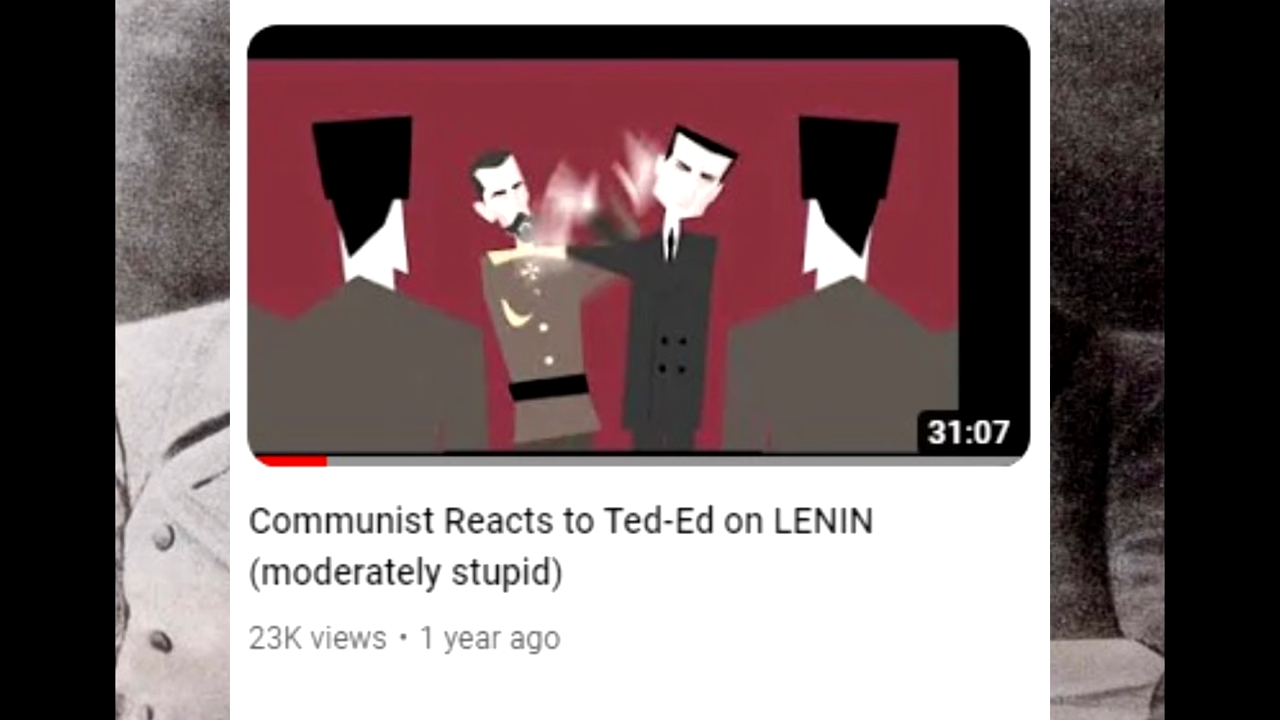 31:07
Communist Reacts to Ted-Ed on LENIN
(moderately stupid)
23K views • 1 year ago